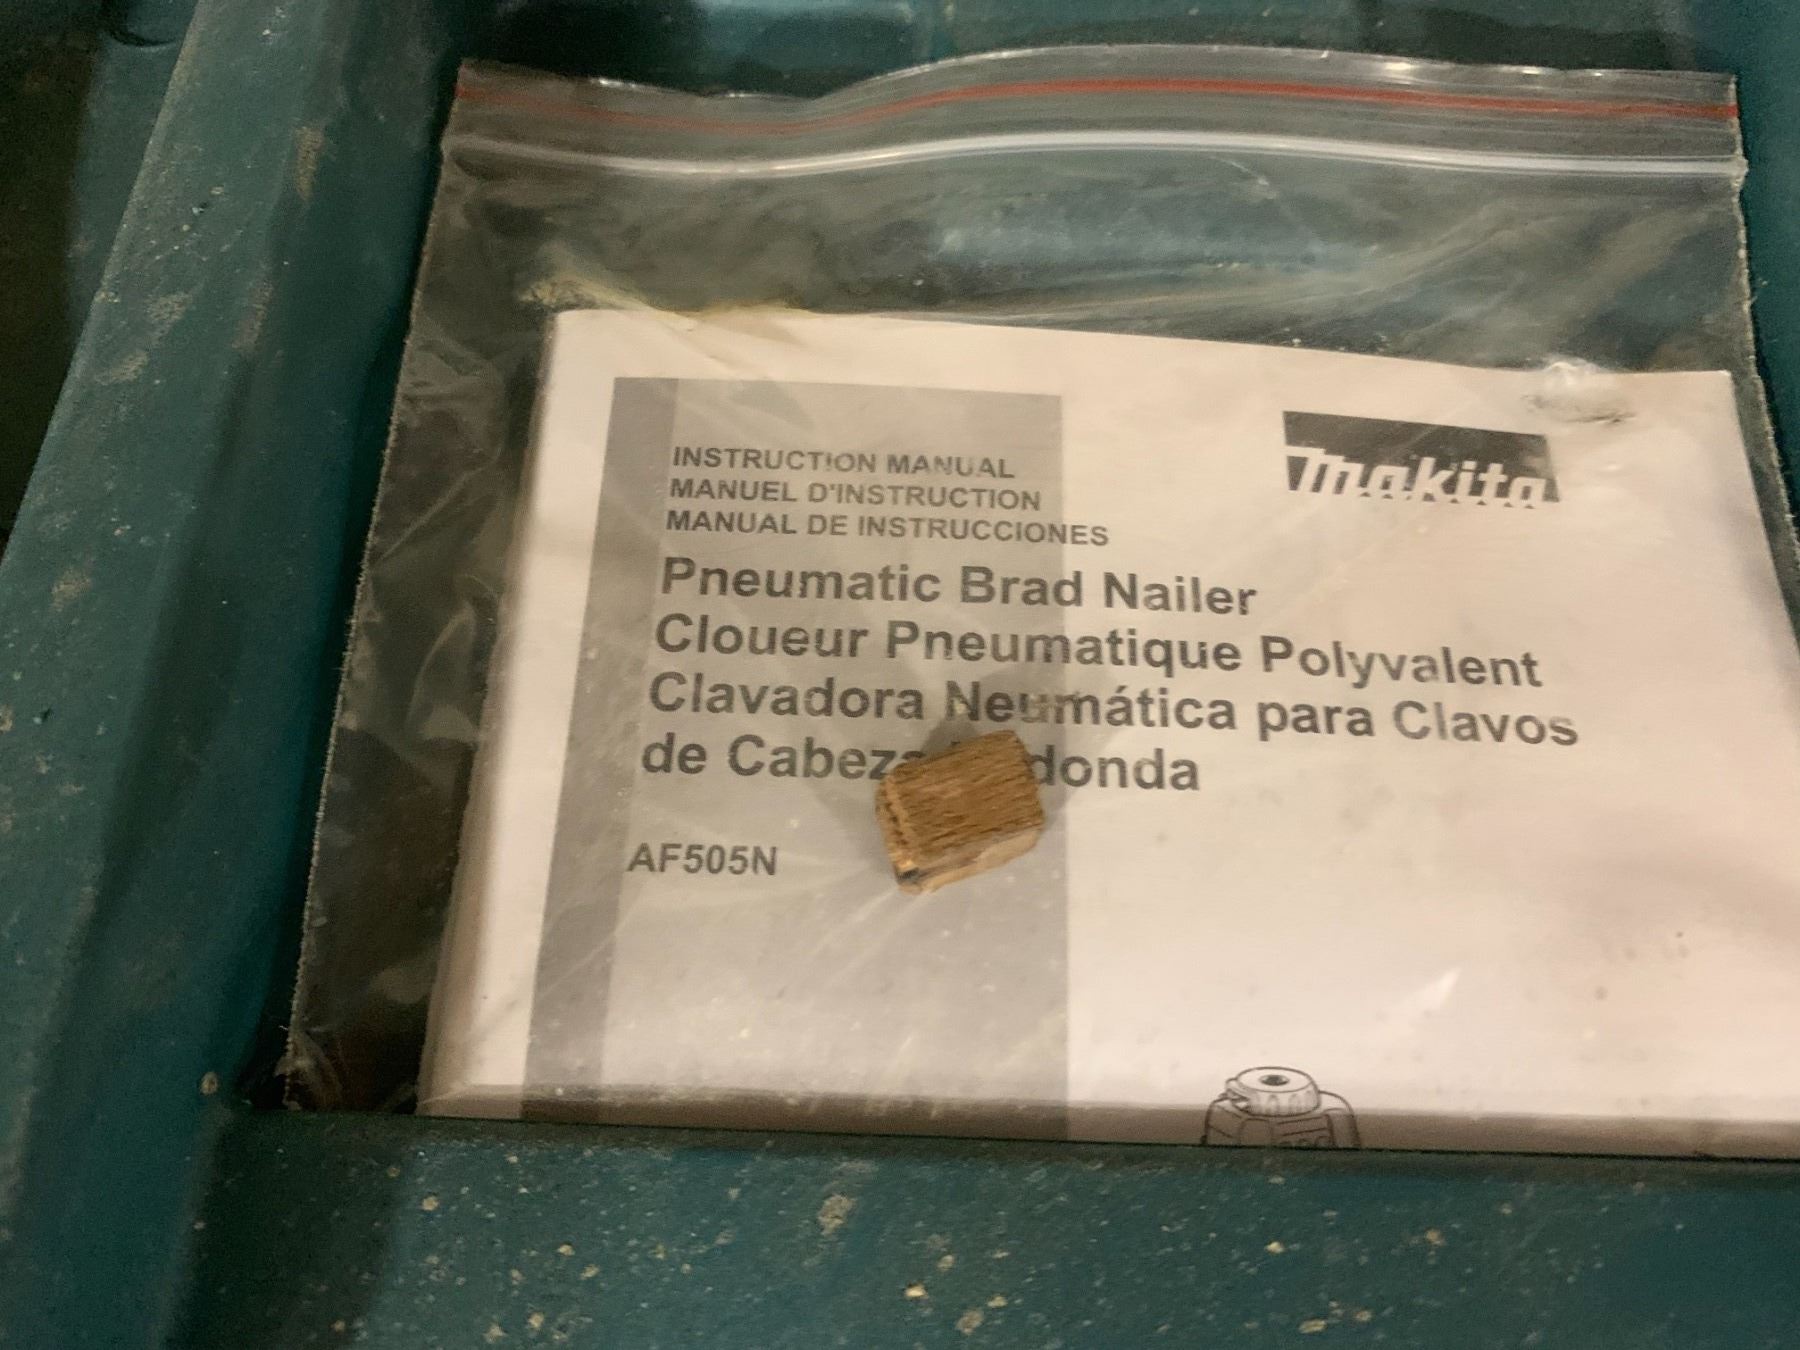 INSTRUCTION MANUAL
MANUEL D'INSTRUCTION
MANUAL DE INSTRUCCIONES
makita
Pneumatic Brad Nailer
Cloueur Pneumatique Polyvalent
Clavadora Neumática para Clavos
de
AF505N